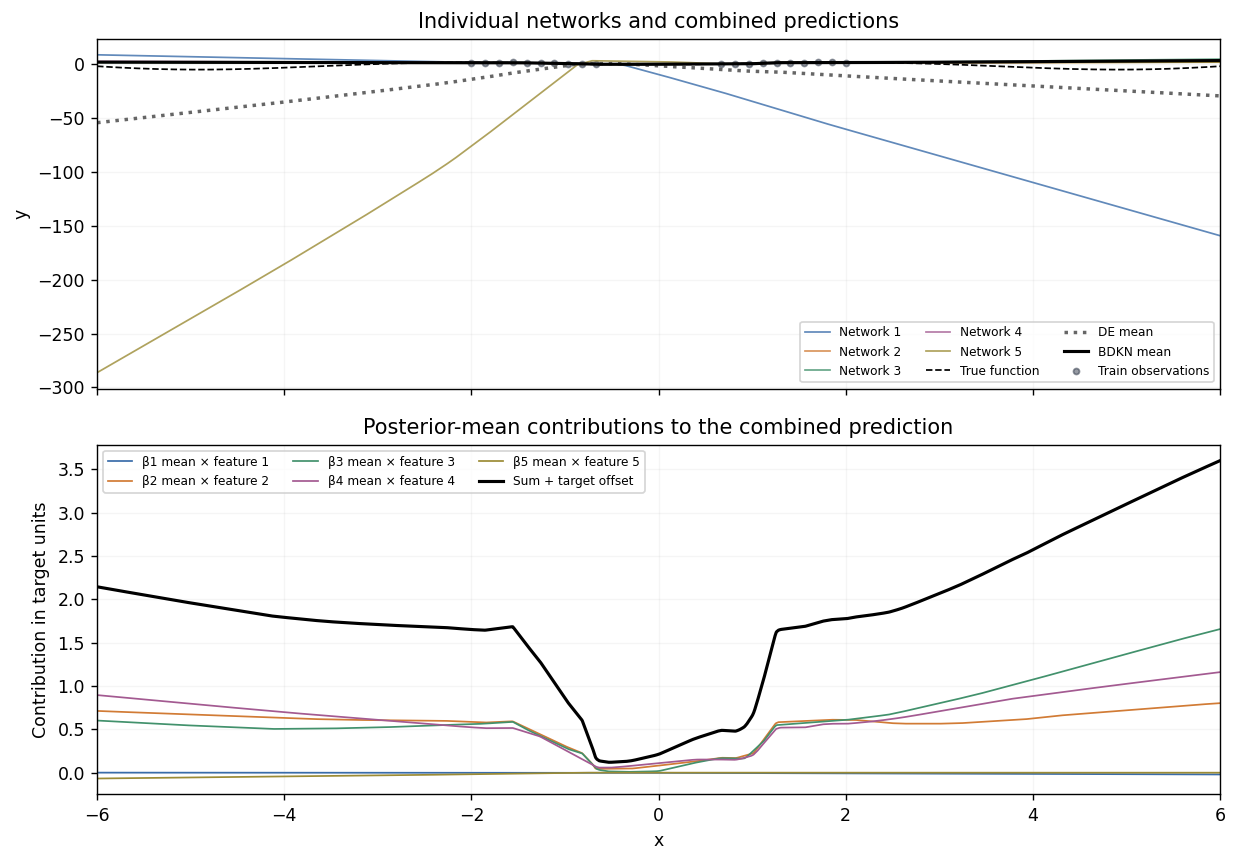 Individual networks and combined predictions
0
−50
−100
−150
−200
−250
−300
y
Network 1
Network 2
Network 3
Network 4
Network 5
True function
DE mean
BDKN mean
Train observations
Posterior-mean contributions to the combined prediction
3.5
3.0
2.5
2.0
1.5
1.0
0.5
0.0
Contribution in target units
β1 mean × feature 1
β2 mean × feature 2
β3 mean × feature 3
β4 mean × feature 4
β5 mean × feature 5
Sum + target offset
−6 −4 −2 0 2 4 6
x